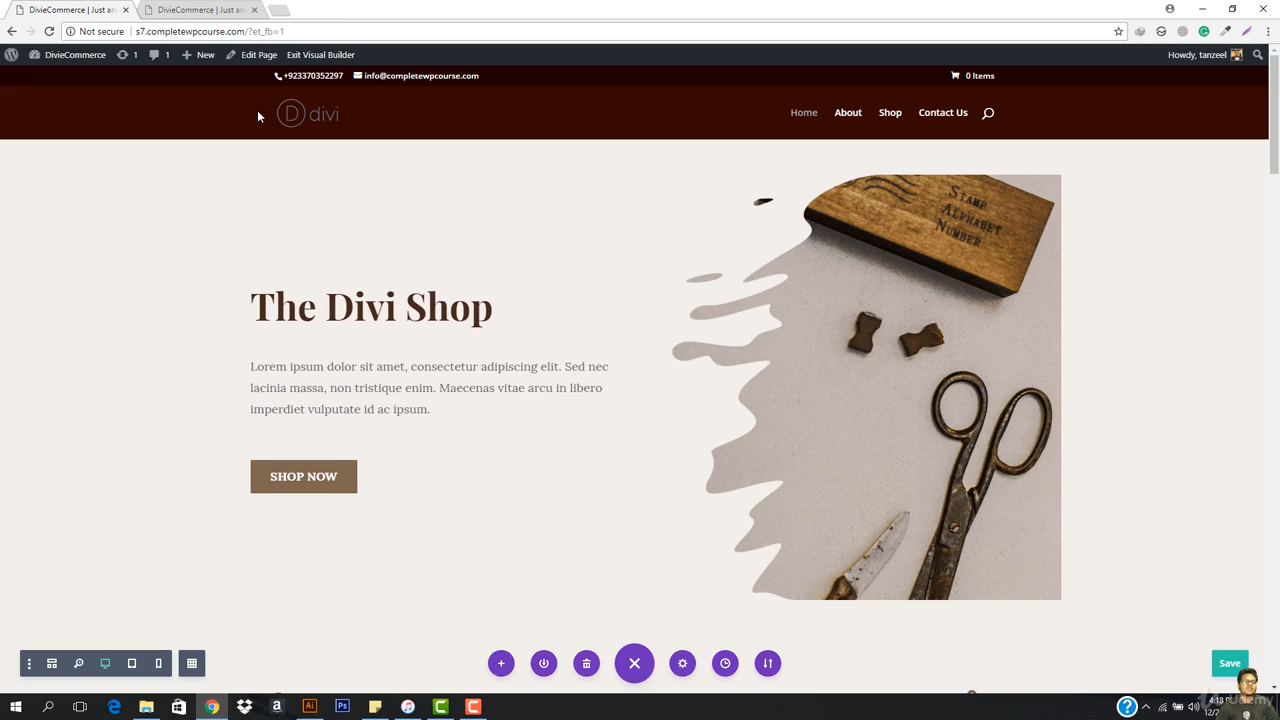 DivieCommerce | Just an
DivieCommerce | Just an
Not secure
s7.completewpcourse.com/?et_fb=1
DivieCommerce
1
1
New
Edit Page
Exit Visual Builder
Howdy, tanzeel
+923370352297
info@completewpcourse.com
0 Items
D divi
Home
About
Shop
Contact Us
STAMP
ALPHABET
NUMBER
The Divi Shop
Lorem ipsum dolor sit amet, consectetur adipiscing elit. Sed nec
lacinia massa, non tristique enim. Maecenas vitae arcu in libero
imperdiet vulputate id ac ipsum.
SHOP NOW
Save
Ai
Ps
Udemy